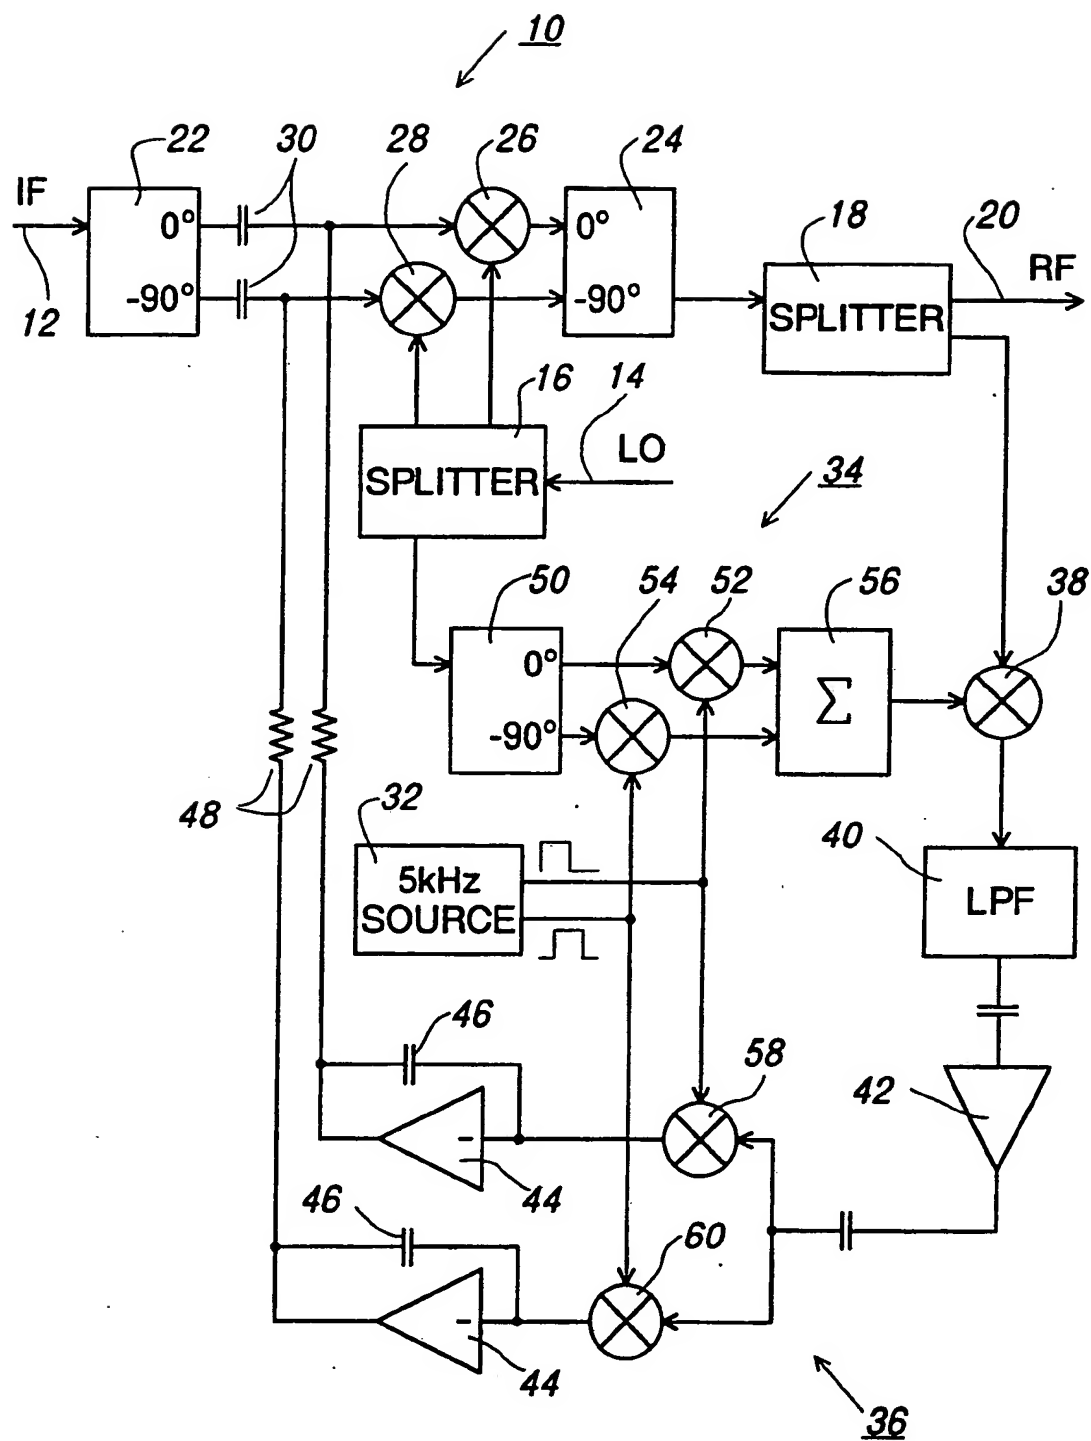 10
22 30 28 26 24
IF
0° 0° 18 20
RF
-90° -90° SPLITTER
12
16 14
LO
SPLITTER
34
50 54 52 56 38
0°
Σ
-90°
48 32 40
5kHz
SOURCE
LPF
46
58
42
-
44
46
60
-
44
36